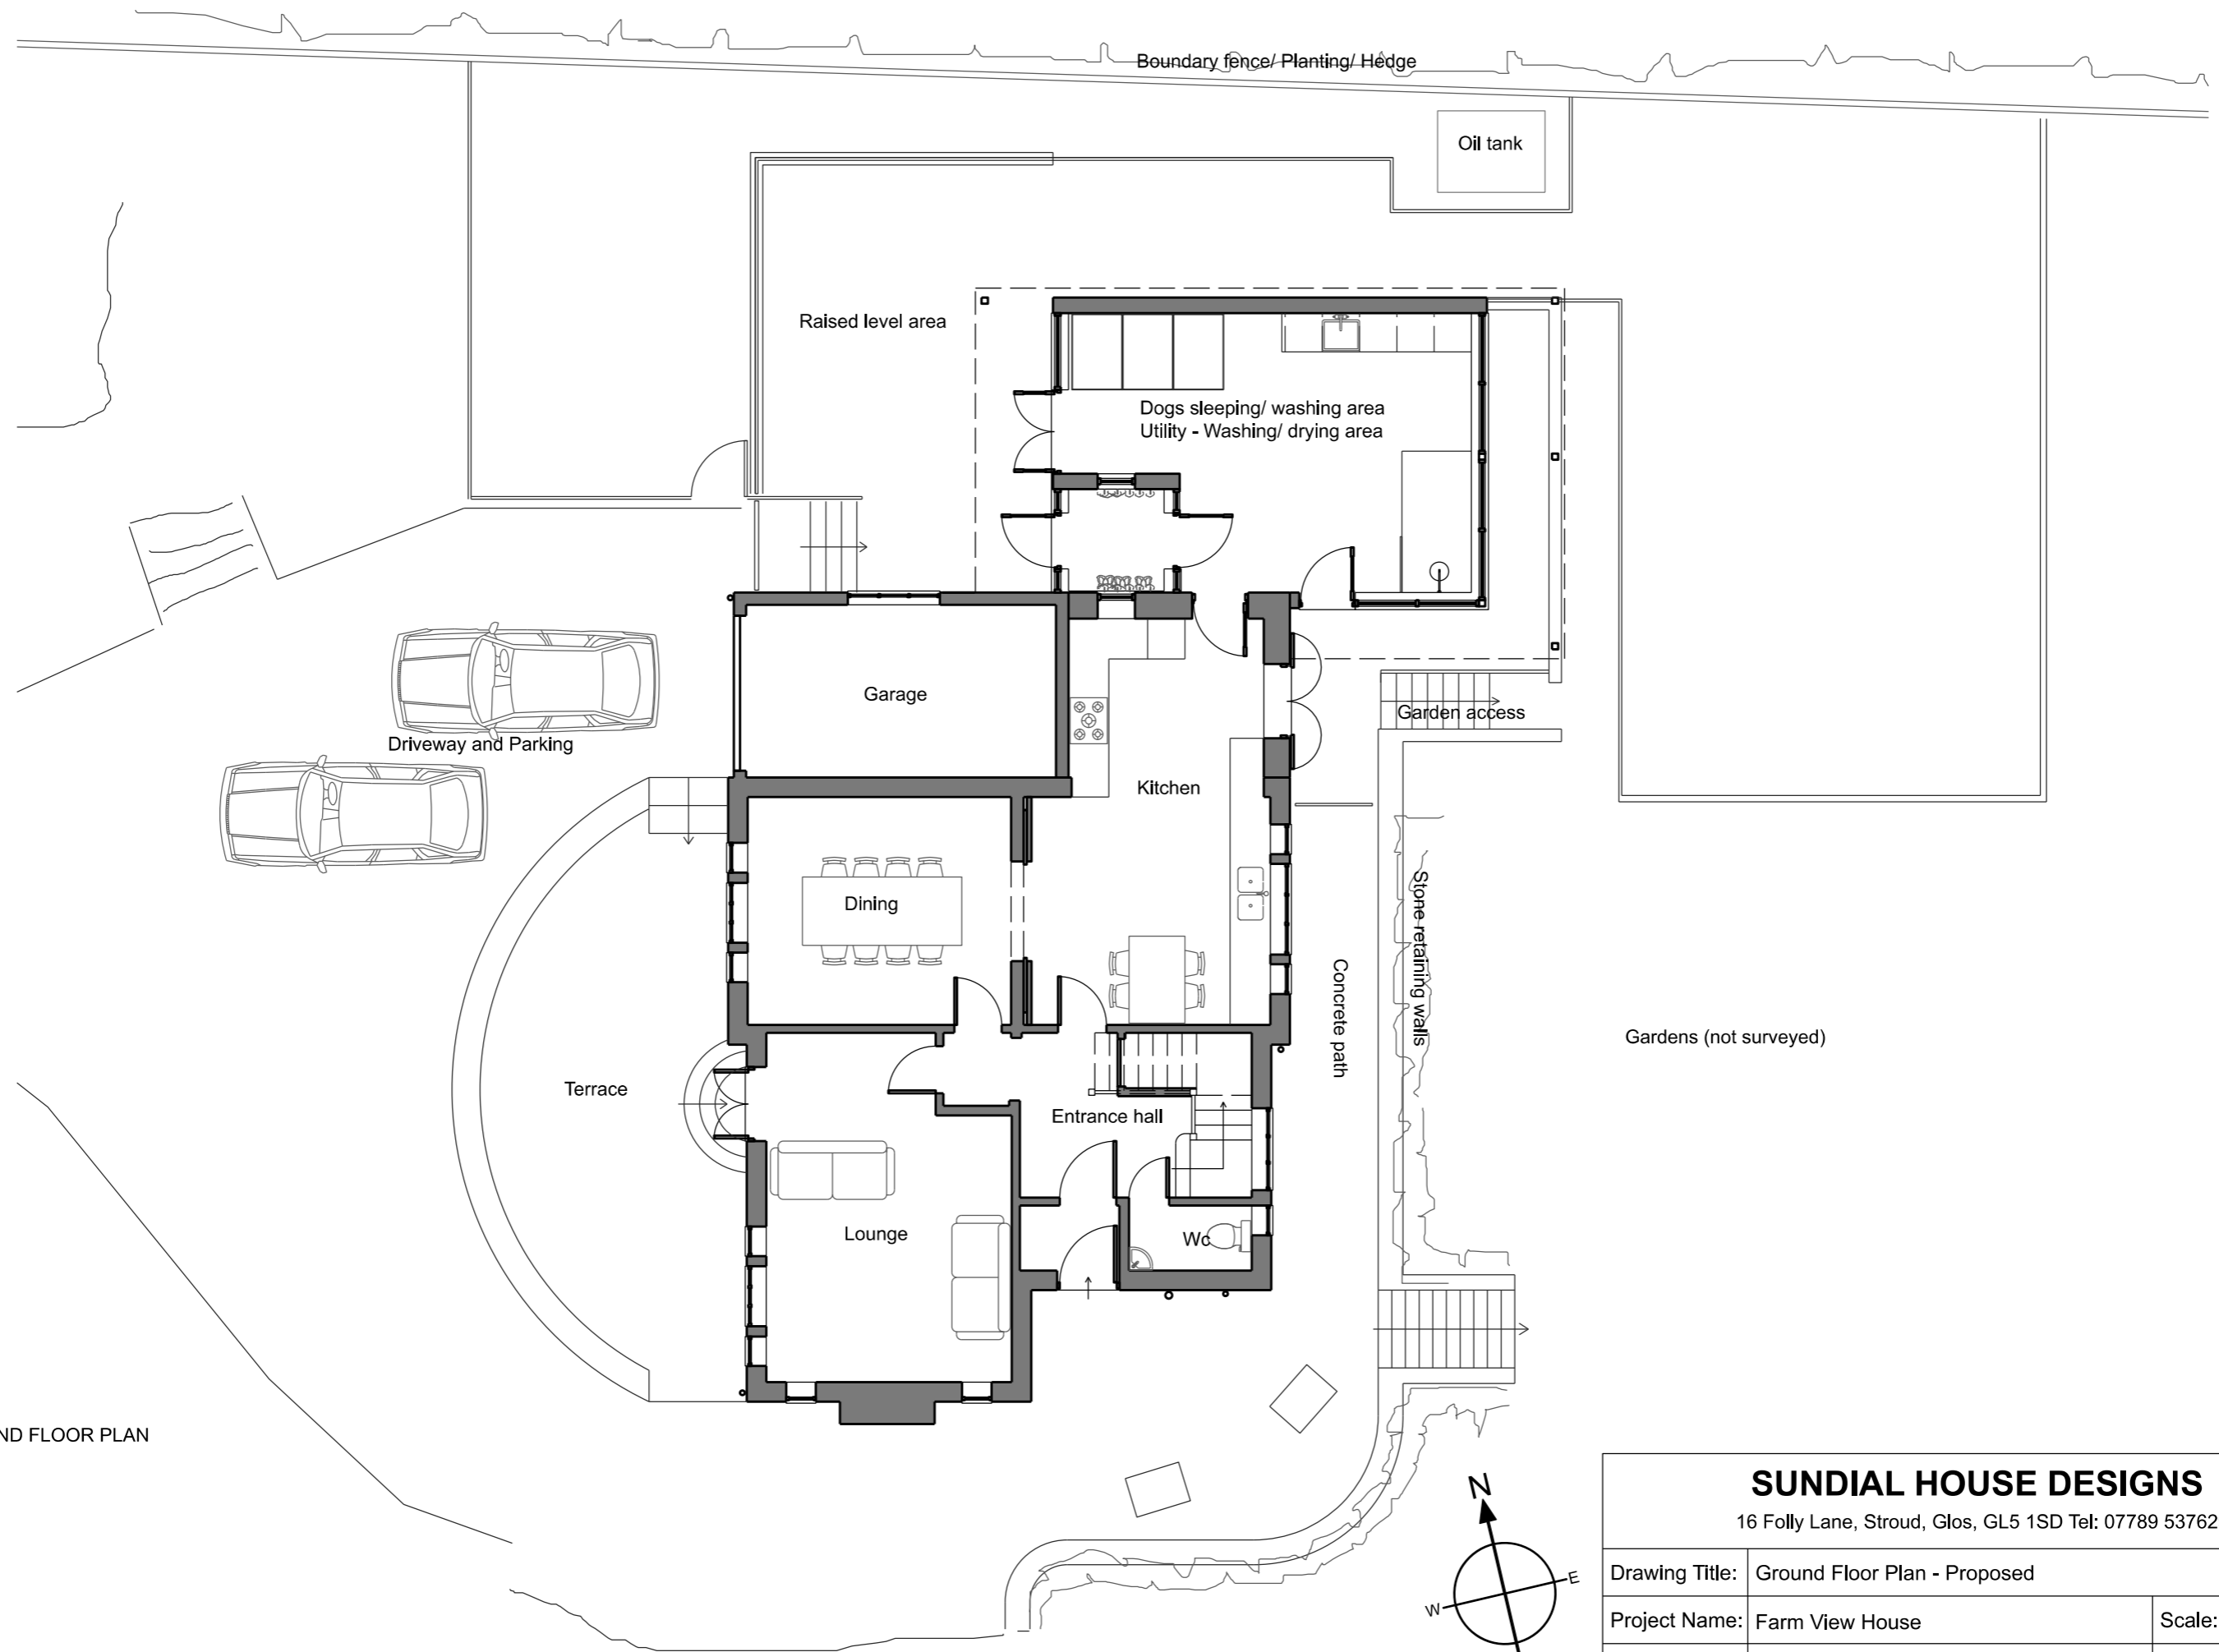 Boundary fence/ Planting/ Hedge
Oil tank
Raised level area
Dogs sleeping/ washing area
Utility - Washing/ drying area
Garage
Garden access
Driveway and Parking
Kitchen
Dining
Stone retaining walls
Concrete path
Gardens (not surveyed)
Terrace
Entrance hall
Lounge
Wc
ND FLOOR PLAN
N
E
W
SUNDIAL HOUSE DESIGNS
16 Folly Lane, Stroud, Glos, GL5 1SD Tel: 07789 53762
Drawing Title: Ground Floor Plan - Proposed
Project Name: Farm View House Scale: